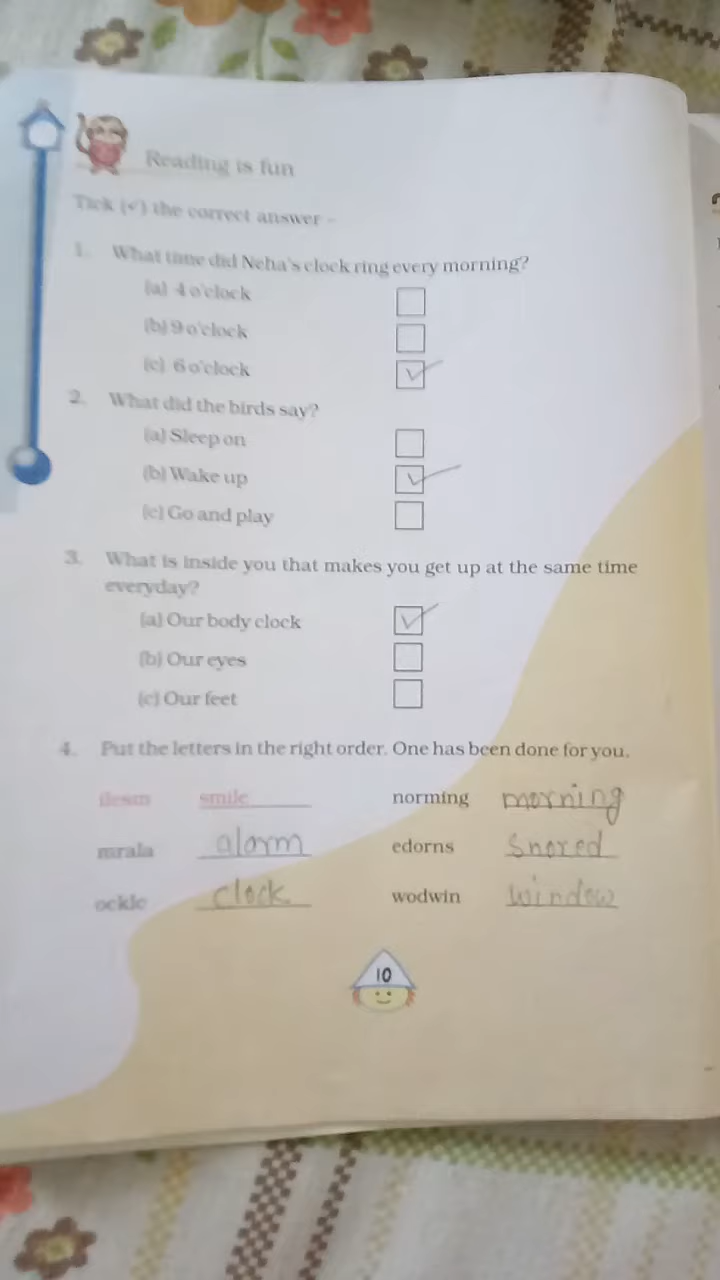 Reading is fun
Tick (✓) the correct answer –
1. What time did Neha's clock ring every morning?
(a) 4 o'clock
(b) 9 o'clock
(c) 6 o'clock ✓
2. What did the birds say?
(a) Sleep on
(b) Wake up ✓
(c) Go and play
3. What is inside you that makes you get up at the same time
everyday?
(a) Our body clock ✓
(b) Our eyes
(c) Our feet
4. Put the letters in the right order. One has been done for you.
ilesm smile norming morning
mrala alarm edorns snored
ocklc clock wodwin window
10